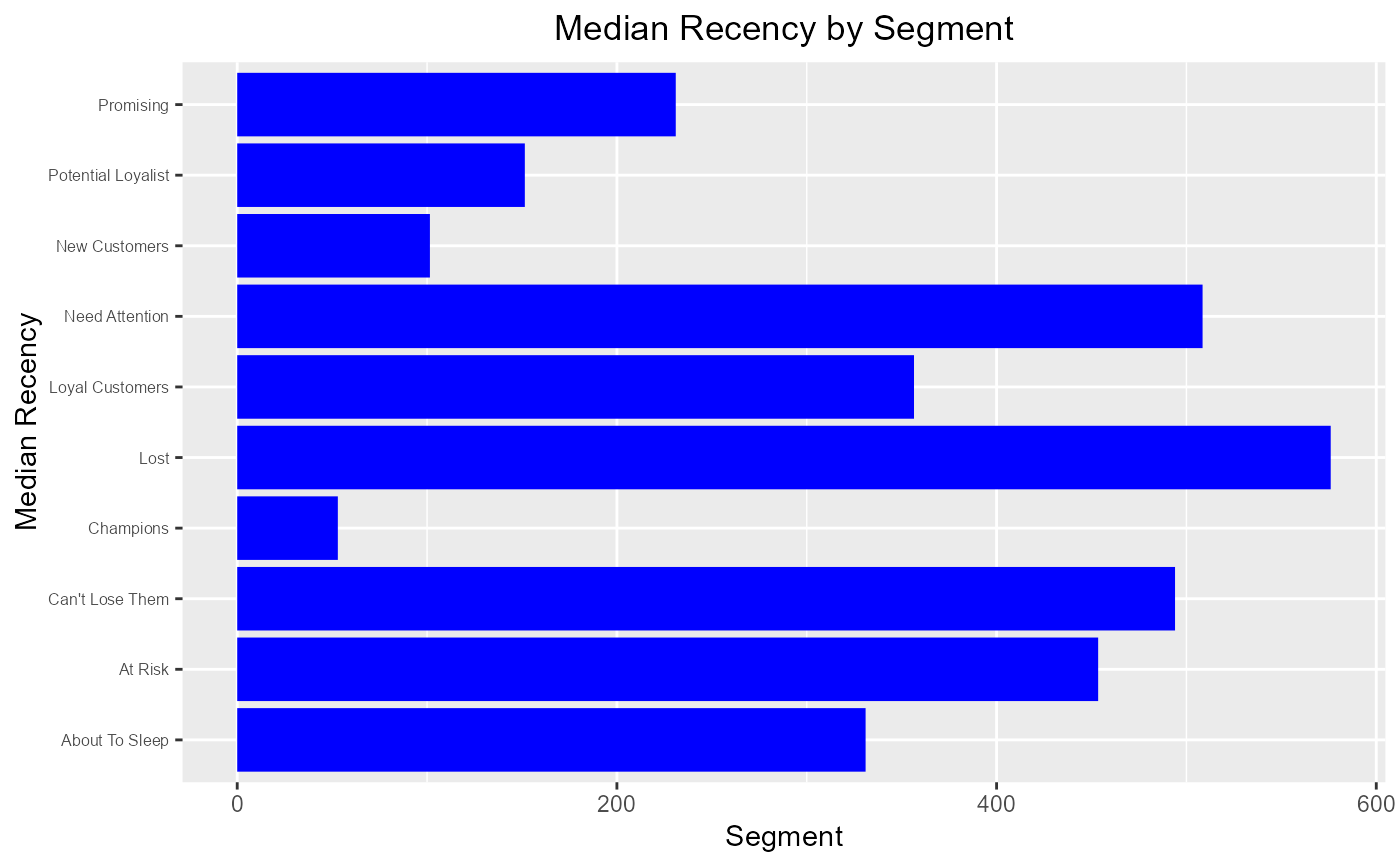 Median Recency by Segment
Promising
Potential Loyalist
New Customers
Need Attention
Loyal Customers
Lost
Champions
Can't Lose Them
At Risk
About To Sleep
Median Recency
0 200 400 600
Segment